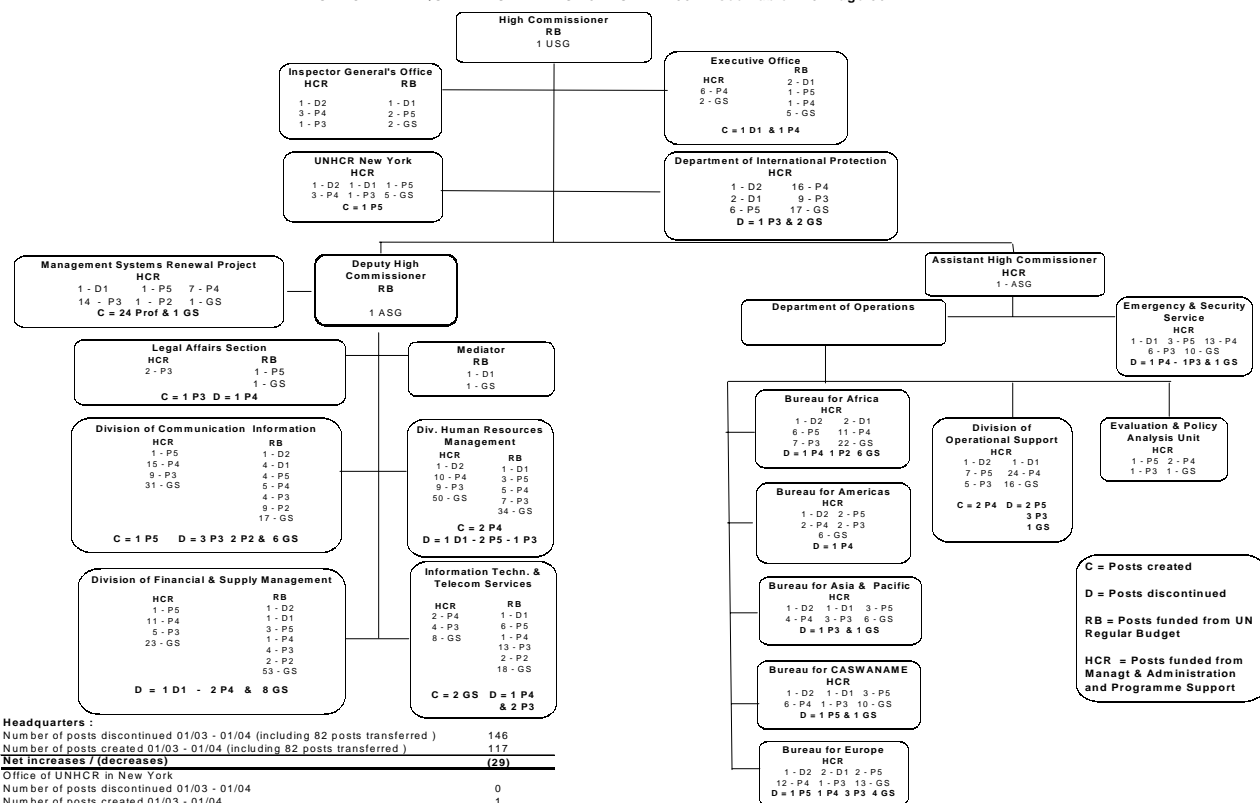 High Commissioner
RB
1 USG
Inspector General's Office
HCR RB
1 - D2 1 - D1
3 - P4 2 - P5
1 - P3 2 - GS
Executive Office
RB
HCR 2 - D1
6 - P4 1 - P5
2 - GS 1 - P4
5 - GS
C = 1 D1 & 1 P4
UNHCR New York
HCR
1 - D2 1 - D1 1 - P5
3 - P4 1 - P3 5 - GS
C = 1 P5
Department of International Protection
HCR
1 - D2 16 - P4
2 - D1 9 - P3
6 - P5 17 - GS
D = 1 P3 & 2 GS
Management Systems Renewal Project
HCR
1 - D1 1 - P5 7 - P4
14 - P3 1 - P2 1 - GS
C = 24 Prof & 1 GS
Deputy High
Commissioner
RB
1 ASG
Assistant High Commissioner
HCR
1 - ASG
Department of Operations
Emergency & Security
Service
HCR
1 - D1 3 - P5 13 - P4
6 - P3 10 - GS
D = 1 P4 - 1P3 & 1 GS
Legal Affairs Section
HCR RB
2 - P3 1 - P5
1 - GS
C = 1 P3 D = 1 P4
Mediator
RB
1 - D1
1 - GS
Division of Communication Information
HCR RB
1 - P5 1 - D2
15 - P4 4 - D1
9 - P3 4 - P5
31 - GS 5 - P4
4 - P3
9 - P2
17 - GS
C = 1 P5 D = 3 P3 2 P2 & 6 GS
Div. Human Resources
Management
HCR RB
1 - D2 1 - D1
10 - P4 3 - P5
9 - P3 5 - P4
50 - GS 7 - P3
34 - GS
C = 2 P4
D = 1 D1 - 2 P5 - 1 P3
Division of Financial & Supply Management
HCR RB
1 - P5 1 - D2
11 - P4 1 - D1
5 - P3 3 - P5
23 - GS 1 - P4
4 - P3
2 - P2
53 - GS
D = 1 D1 - 2 P4 & 8 GS
Information Techn. &
Telecom Services
HCR RB
2 - P4 1 - D1
4 - P3 6 - P5
8 - GS 1 - P4
13 - P3
2 - P2
18 - GS
C = 2 GS D = 1 P4
& 2 P3
Bureau for Africa
HCR
1 - D2 2 - D1
6 - P5 11 - P4
7 - P3 22 - GS
D = 1 P4 1 P2 6 GS
Bureau for Americas
HCR
1 - D2 2 - P5
2 - P4 2 - P3
6 - GS
D = 1 P4
Bureau for Asia & Pacific
HCR
1 - D2 1 - D1 3 - P5
4 - P4 3 - P3 6 - GS
D = 1 P3 & 1 GS
Bureau for CASWANAME
HCR
1 - D2 1 - D1 3 - P5
6 - P4 1 - P3 10 - GS
D = 1 P5 & 1 GS
Bureau for Europe
HCR
1 - D2 2 - D1 2 - P5
12 - P4 1 - P3 13 - GS
D = 1 P5 1 P4 3 P3 4 GS
Division of
Operational Support
HCR
1 - D2 1 - D1
7 - P5 24 - P4
5 - P3 16 - GS
C = 2 P4 D = 2 P5
3 P3
1 GS
Evaluation & Policy
Analysis Unit
HCR
1 - P5 2 - P4
1 - P3 1 - GS
C = Posts created
D = Posts discontinued
RB = Posts funded from UN
Regular Budget
HCR = Posts funded from
Managt & Administration
and Programme Support
Headquarters :
Number of posts discontinued 01/03 - 01/04 (including 82 posts transferred ) 146
Number of posts created 01/03 - 01/04 (including 82 posts transferred ) 117
Net increases / (decreases) (29)
Office of UNHCR in New York
Number of posts discontinued 01/03 - 01/04 0
Number of posts created 01/03 - 01/04 1